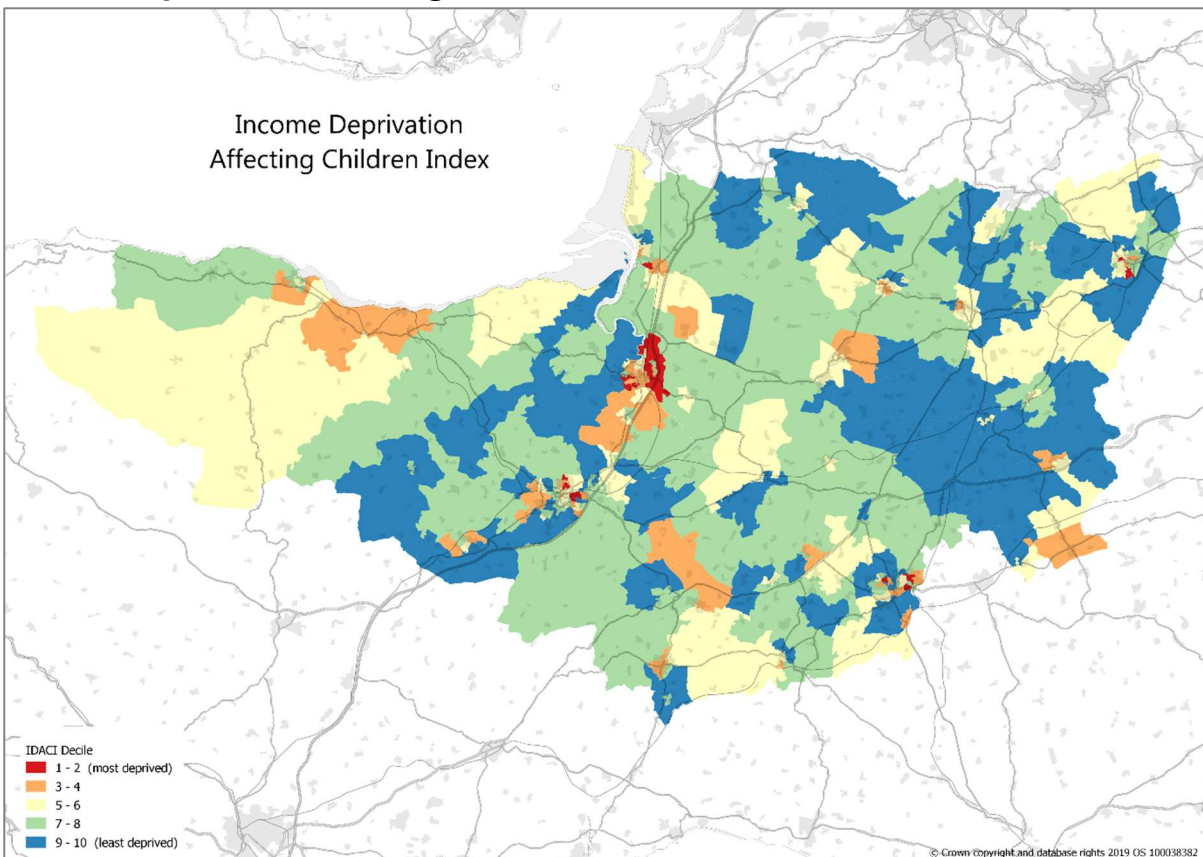 Income Deprivation
Affecting Children Index
IDACI Decile
1 - 2 (most deprived)
3 - 4
5 - 6
7 - 8
9 - 10 (least deprived)
© Crown copyright and database rights 2019 OS 100038382